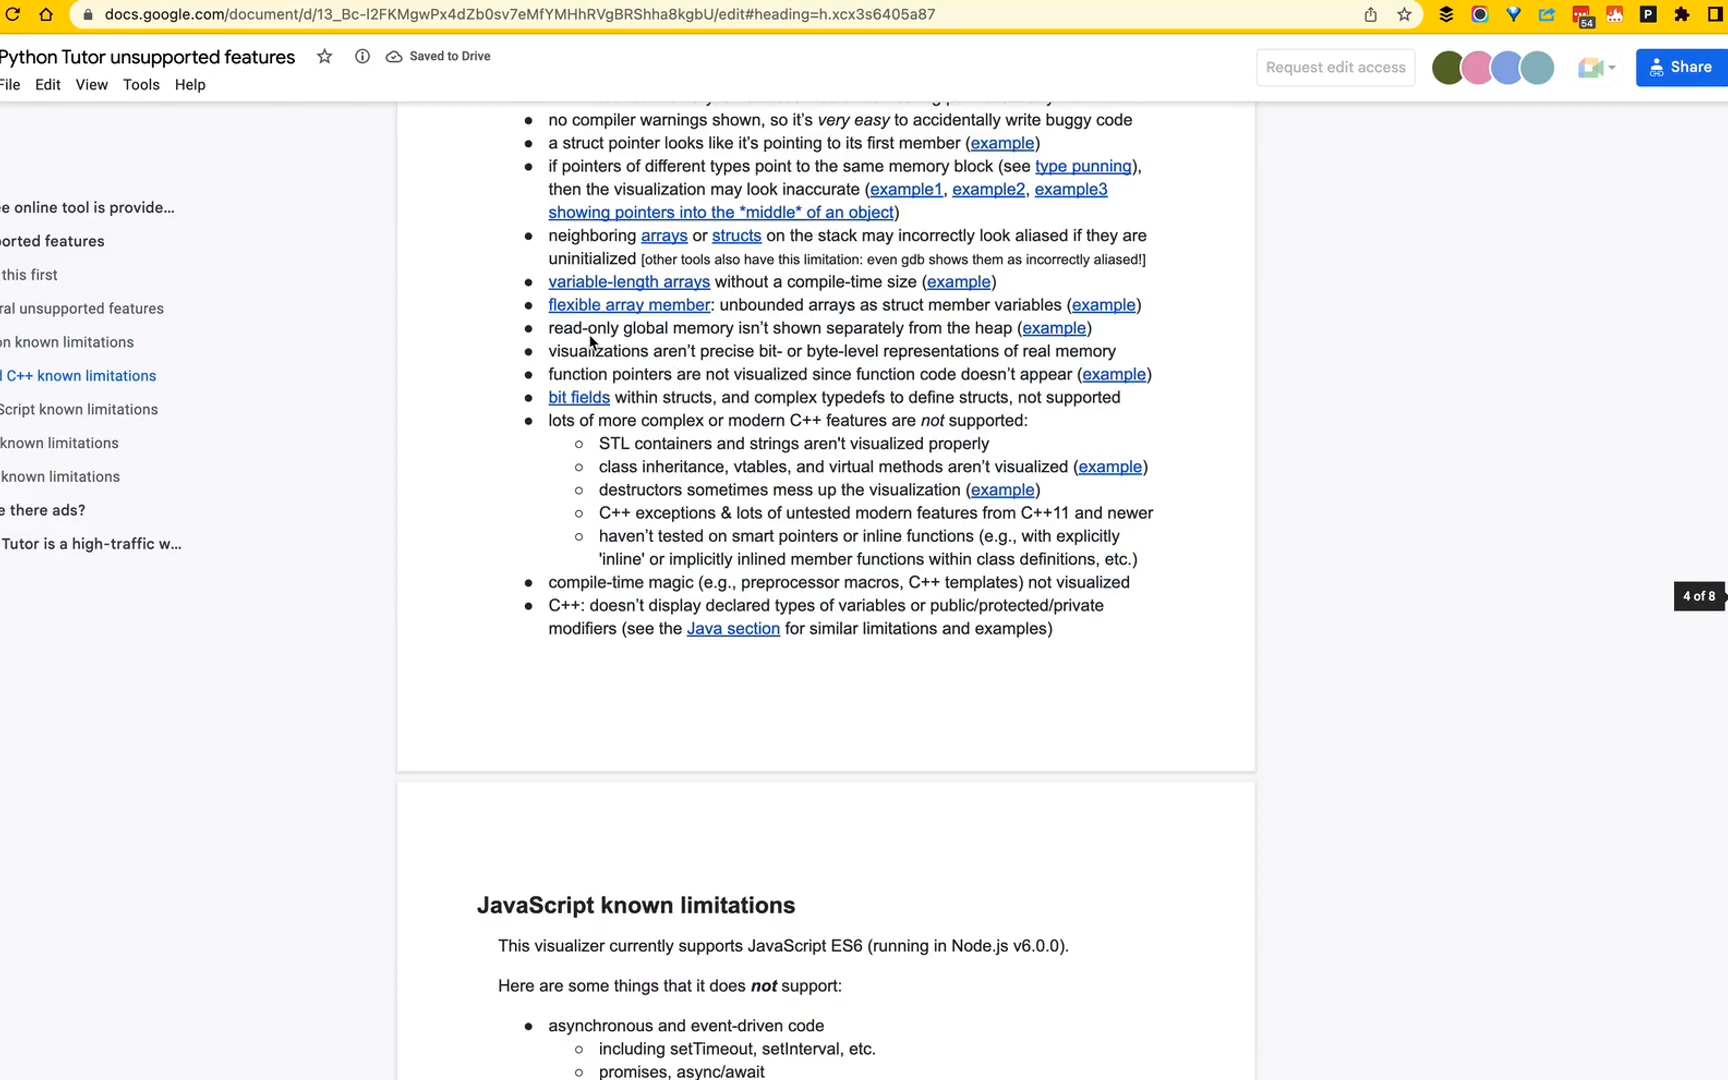 docs.google.com/document/d/13_Bc-I2FKMgwPx4dZb0sv7eMfYMHhRVgBRShha8kgbU/edit#heading=h.xcx3s6405a87
54
P
Python Tutor unsupported features
Saved to Drive
File Edit View Tools Help
Request edit access
Share
e online tool is provide...
orted features
this first
ral unsupported features
on known limitations
d C++ known limitations
Script known limitations
known limitations
known limitations
e there ads?
Tutor is a high-traffic w...
● no compiler warnings shown, so it’s very easy to accidentally write buggy code
● a struct pointer looks like it’s pointing to its first member (example)
● if pointers of different types point to the same memory block (see type punning),
then the visualization may look inaccurate (example1, example2, example3
showing pointers into the *middle* of an object)
● neighboring arrays or structs on the stack may incorrectly look aliased if they are
uninitialized [other tools also have this limitation: even gdb shows them as incorrectly aliased!]
● variable-length arrays without a compile-time size (example)
● flexible array member: unbounded arrays as struct member variables (example)
● read-only global memory isn’t shown separately from the heap (example)
● visualizations aren’t precise bit- or byte-level representations of real memory
● function pointers are not visualized since function code doesn’t appear (example)
● bit fields within structs, and complex typedefs to define structs, not supported
● lots of more complex or modern C++ features are not supported:
○ STL containers and strings aren't visualized properly
○ class inheritance, vtables, and virtual methods aren’t visualized (example)
○ destructors sometimes mess up the visualization (example)
○ C++ exceptions & lots of untested modern features from C++11 and newer
○ haven’t tested on smart pointers or inline functions (e.g., with explicitly
'inline' or implicitly inlined member functions within class definitions, etc.)
● compile-time magic (e.g., preprocessor macros, C++ templates) not visualized
● C++: doesn’t display declared types of variables or public/protected/private
modifiers (see the Java section for similar limitations and examples)
4 of 8
JavaScript known limitations
This visualizer currently supports JavaScript ES6 (running in Node.js v6.0.0).
Here are some things that it does not support:
● asynchronous and event-driven code
○ including setTimeout, setInterval, etc.
○ promises, async/await